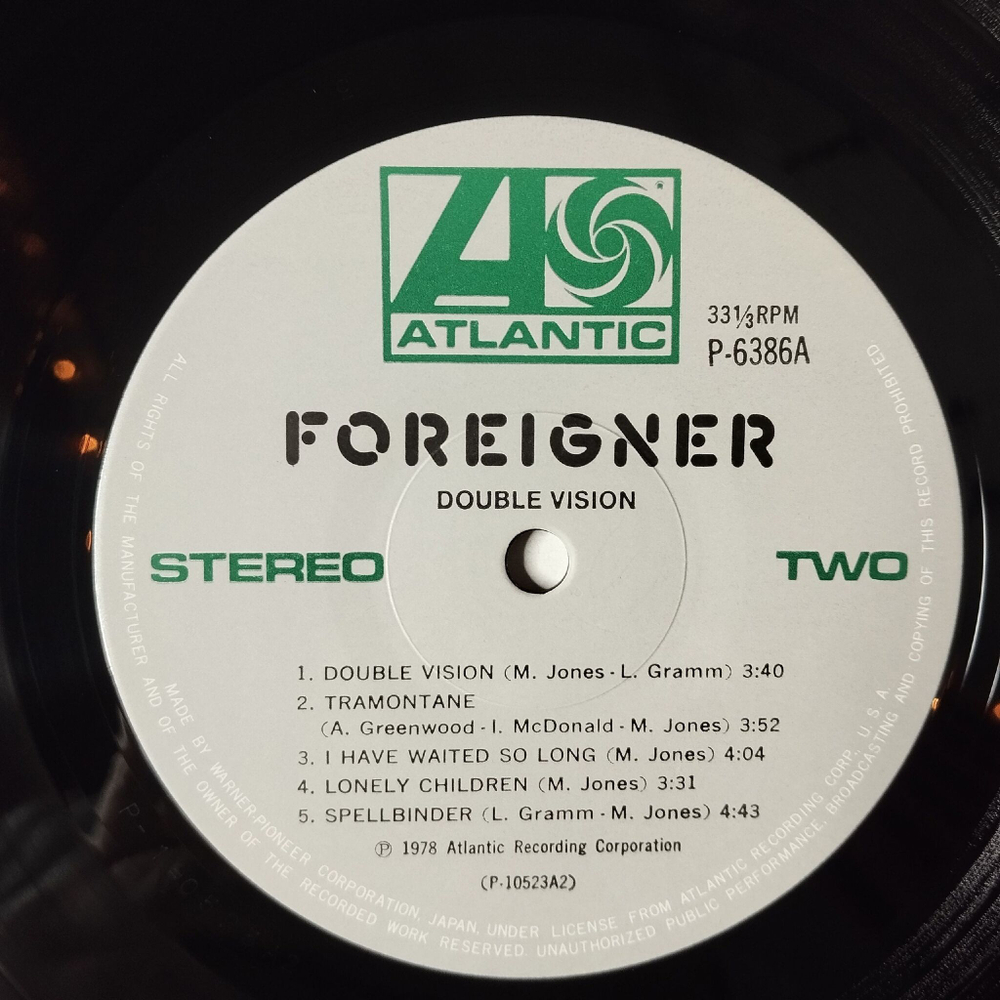 ATLANTIC
®
33⅓RPM
P-6386A
FOREIGNER
DOUBLE VISION
STEREO
TWO
1. DOUBLE VISION (M. Jones - L. Gramm) 3:40
2. TRAMONTANE
(A. Greenwood - I. McDonald - M. Jones) 3:52
3. I HAVE WAITED SO LONG (M. Jones) 4:04
4. LONELY CHILDREN (M. Jones) 3:31
5. SPELLBINDER (L. Gramm - M. Jones) 4:43
℗ 1978 Atlantic Recording Corporation
(P-10523A2)
MADE BY WARNER-PIONEER CORPORATION, JAPAN. UNDER LICENSE FROM ATLANTIC RECORDING CORP. U. S. A.
ALL RIGHTS OF THE MANUFACTURER AND OF THE OWNER OF THE RECORDED WORK RESERVED. UNAUTHORIZED PUBLIC PERFORMANCE, BROADCASTING AND COPYING OF THIS RECORD PROHIBITED